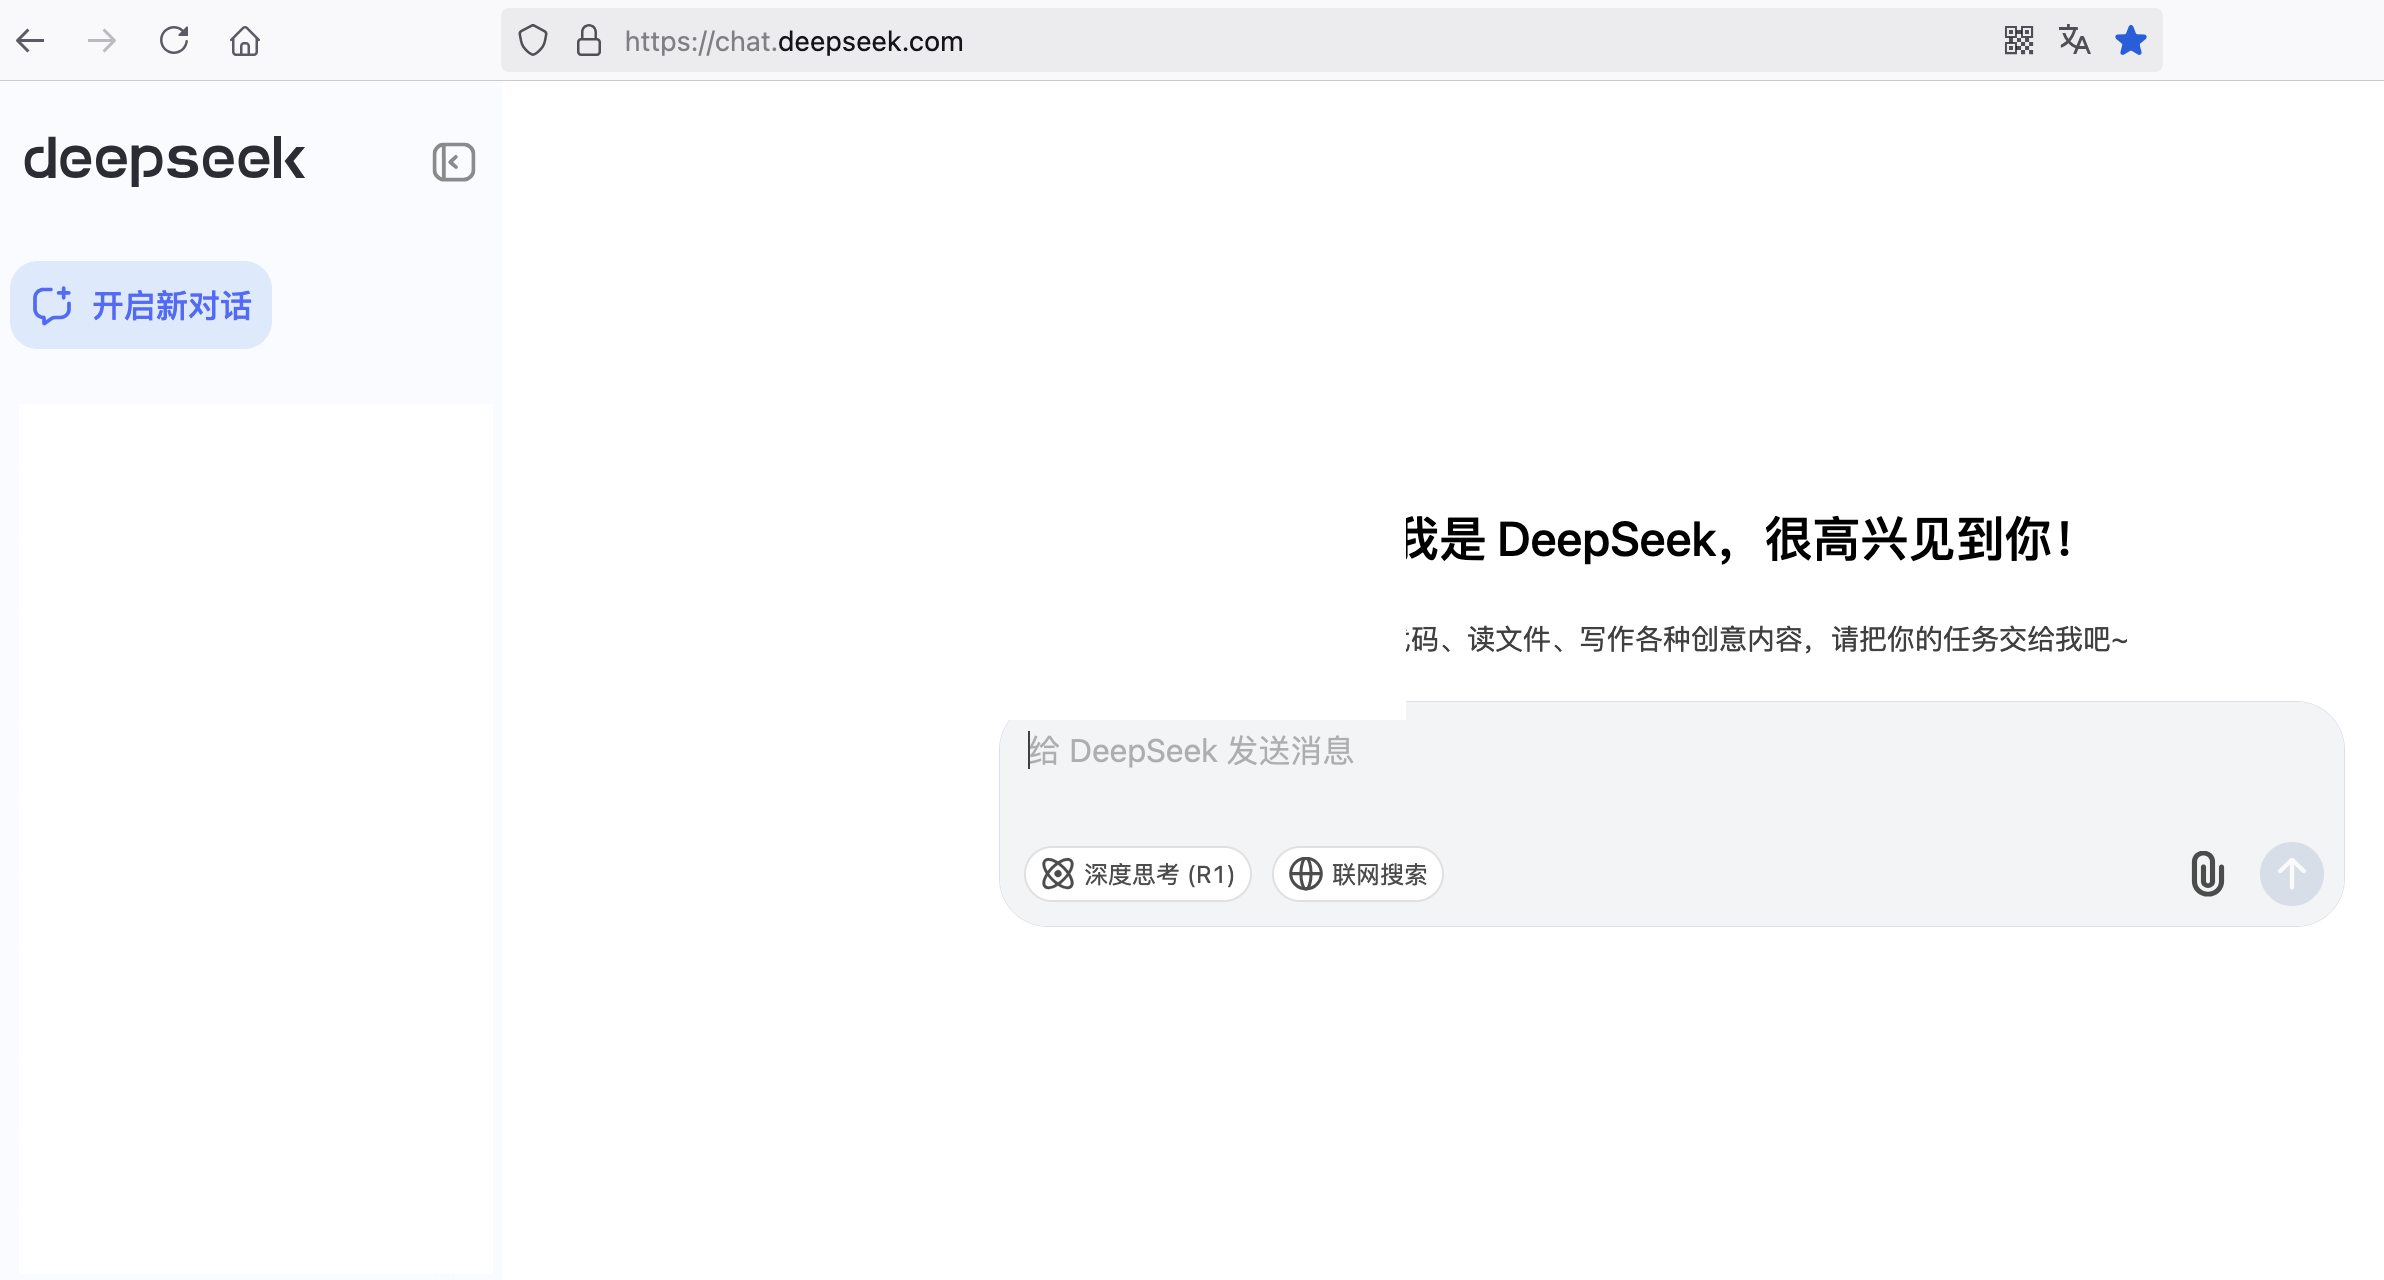 https://chat.deepseek.com
deepseek
开启新对话
我是 DeepSeek，很高兴见到你！
码、读文件、写作各种创意内容，请把你的任务交给我吧~
给 DeepSeek 发送消息
深度思考 (R1)
联网搜索